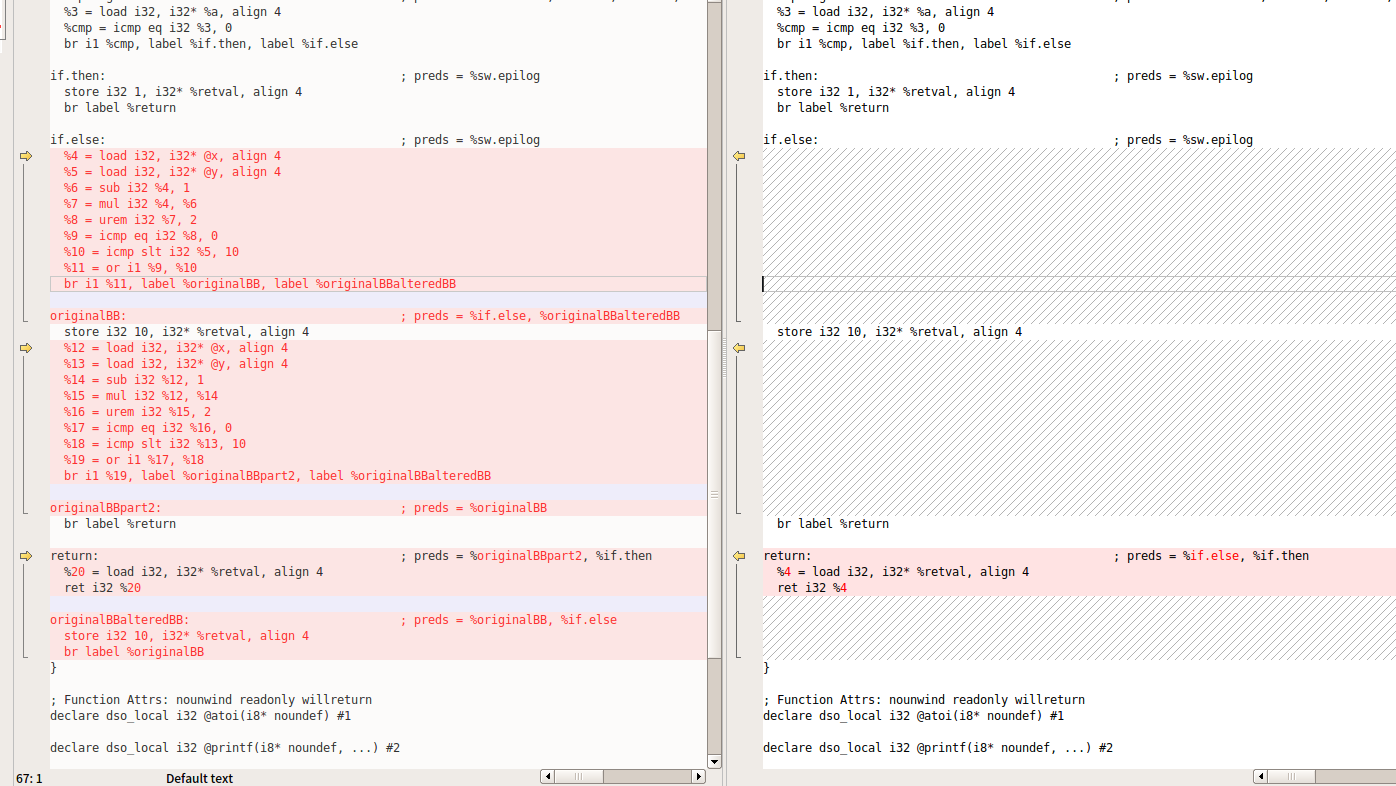 %3 = load i32, i32* %a, align 4
%cmp = icmp eq i32 %3, 0
br i1 %cmp, label %if.then, label %if.else
if.then: ; preds = %sw.epilog
store i32 1, i32* %retval, align 4
br label %return
if.else: ; preds = %sw.epilog
%4 = load i32, i32* @x, align 4
%5 = load i32, i32* @y, align 4
%6 = sub i32 %4, 1
%7 = mul i32 %4, %6
%8 = urem i32 %7, 2
%9 = icmp eq i32 %8, 0
%10 = icmp slt i32 %5, 10
%11 = or i1 %9, %10
br i1 %11, label %originalBB, label %originalBBalteredBB
originalBB: ; preds = %if.else, %originalBBalteredBB
store i32 10, i32* %retval, align 4
%12 = load i32, i32* @x, align 4
%13 = load i32, i32* @y, align 4
%14 = sub i32 %12, 1
%15 = mul i32 %12, %14
%16 = urem i32 %15, 2
%17 = icmp eq i32 %16, 0
%18 = icmp slt i32 %13, 10
%19 = or i1 %17, %18
br i1 %19, label %originalBBpart2, label %originalBBalteredBB
originalBBpart2: ; preds = %originalBB
br label %return
return: ; preds = %originalBBpart2, %if.then
%20 = load i32, i32* %retval, align 4
ret i32 %20
originalBBalteredBB: ; preds = %originalBB, %if.else
store i32 10, i32* %retval, align 4
br label %originalBB
}
; Function Attrs: nounwind readonly willreturn
declare dso_local i32 @atoi(i8* noundef) #1
declare dso_local i32 @printf(i8* noundef, ...) #2
67: 1 Default text
%3 = load i32, i32* %a, align 4
%cmp = icmp eq i32 %3, 0
br i1 %cmp, label %if.then, label %if.else
if.then: ; preds = %sw.epilog
store i32 1, i32* %retval, align 4
br label %return
if.else: ; preds = %sw.epilog
store i32 10, i32* %retval, align 4
br label %return
return: ; preds = %if.else, %if.then
%4 = load i32, i32* %retval, align 4
ret i32 %4
}
; Function Attrs: nounwind readonly willreturn
declare dso_local i32 @atoi(i8* noundef) #1
declare dso_local i32 @printf(i8* noundef, ...) #2